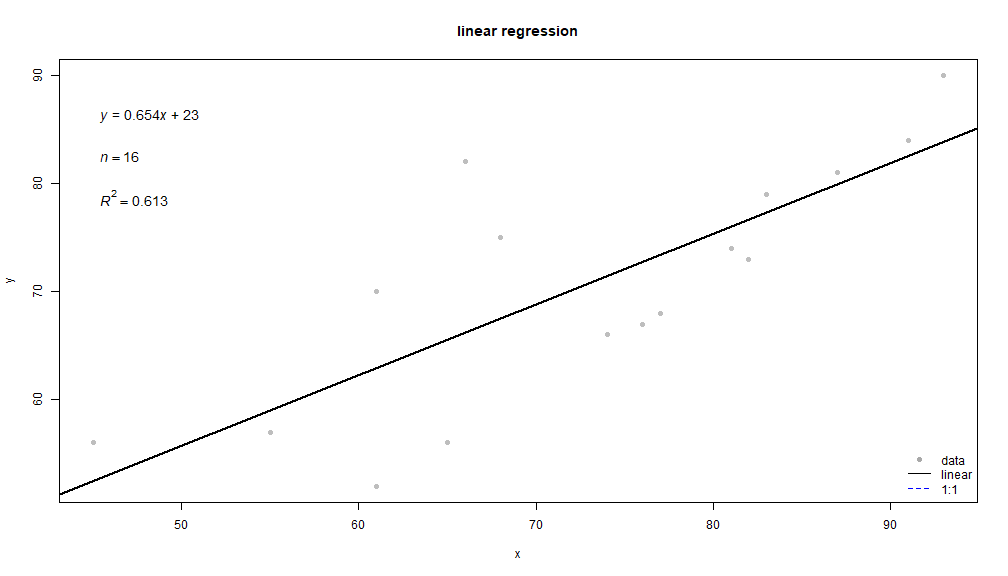 linear regression
y = 0.654x + 23
n = 16
R² = 0.613
90
80
70
60
y
50 60 70 80 90
x
data
linear
1:1